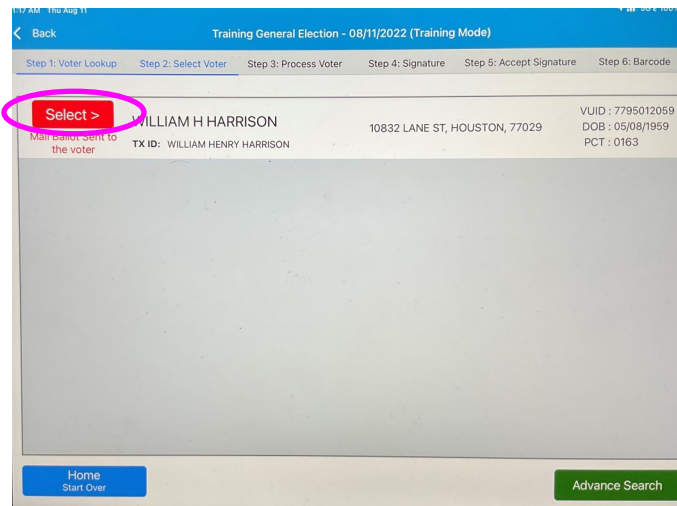 1:17 AM Thu Aug 11
Back
Training General Election - 08/11/2022 (Training Mode)
Step 1: Voter Lookup
Step 2: Select Voter
Step 3: Process Voter
Step 4: Signature
Step 5: Accept Signature
Step 6: Barcode
Select >
Mail Ballot Sent to
the voter
WILLIAM H HARRISON
TX ID: WILLIAM HENRY HARRISON
10832 LANE ST, HOUSTON, 77029
VUID : 7795012059
DOB : 05/08/1959
PCT : 0163
Home
Start Over
Advance Search